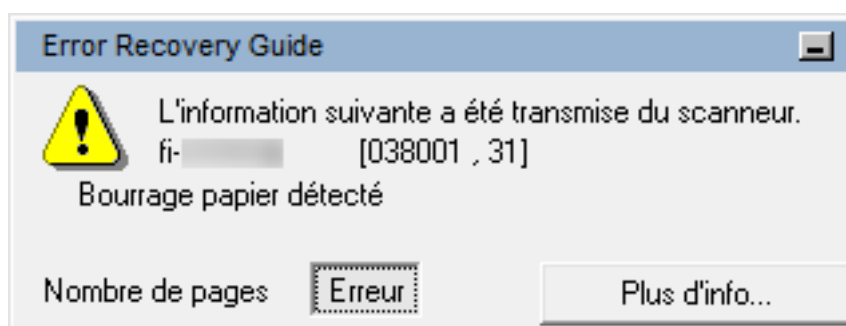 Error Recovery Guide
L'information suivante a été transmise du scanneur.
fi- [038001 , 31]
Bourrage papier détecté
Nombre de pages Erreur Plus d'info...